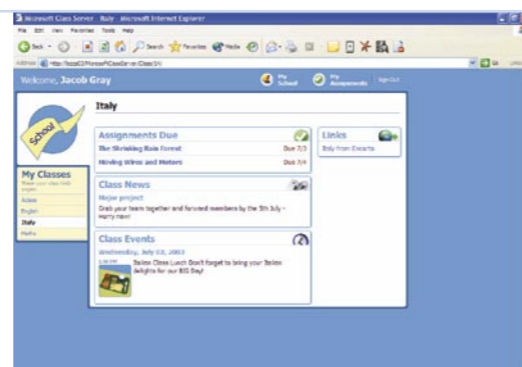 Microsoft Class Server - Italy - Microsoft Internet Explorer
File Edit View Favorites Tools Help
Back Search Favorites Media
Address
Go
Welcome, Jacob Gray
My School
My Assignments
Sign Out
School
Italy
Assignments Due
The Shrinking Rain Forest Due 7/3
Moving Wires and Motors Due 7/4
Links
Italy from Encarta
My Classes
English
Italy
Maths
Class News
Major project
Grab your team together and forward members by the 5th July -
Hurry now!
Class Events
Wednesday, July 03, 2003
Italian Class Lunch Don't forget to bring your Italian
delights for our BIG Day!